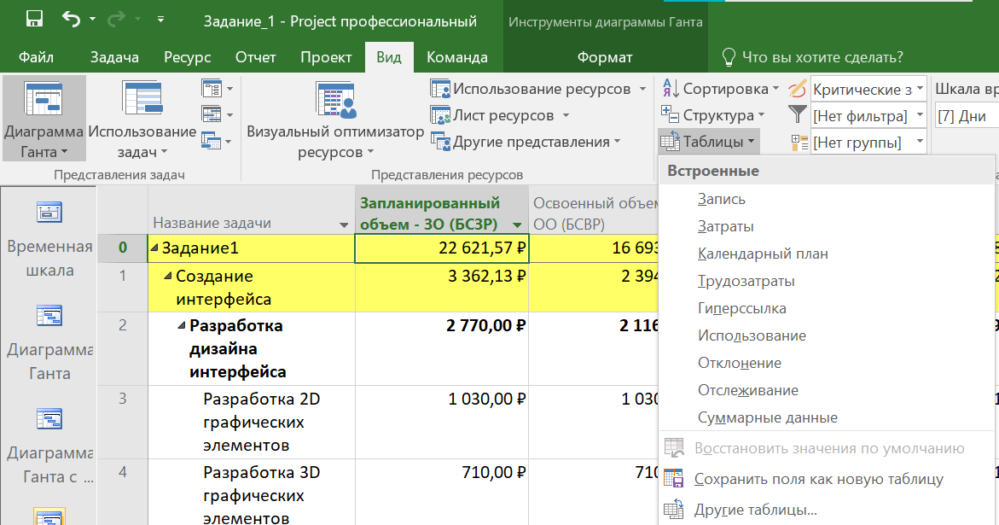 Задание_1 - Project профессиональный
Инструменты диаграммы Ганта
Файл Задача Ресурс Отчет Проект Вид Команда Формат Что вы хотите сделать?
Диаграмма
Ганта
Использование
задач
Представления задач
Визуальный оптимизатор
ресурсов
Использование ресурсов
Лист ресурсов
Другие представления
Представления ресурсов
Сортировка
Структура
Таблицы
Критические з
[Нет фильтра]
[Нет группы]
Шкала вр
[7] Дни
Встроенные
Запись
Затраты
Календарный план
Трудозатраты
Гиперссылка
Использование
Отклонение
Отслеживание
Суммарные данные
Восстановить значения по умолчанию
Сохранить поля как новую таблицу
Другие таблицы...
Временная
шкала
Диаграмма
Ганта
Диаграмма
Ганта с ...
Название задачи
Запланированный
объем - ЗО (БСЗР)
Освоенный объем
ОО (БСВР)
0 Задание1 22 621,57 ₽ 16 693
1 Создание 3 362,13 ₽ 2 394
интерфейса
2 Разработка 2 770,00 ₽ 2 116
дизайна
интерфейса
3 Разработка 2D 1 030,00 ₽ 1 030
графических
элементов
4 Разработка 3D 710,00 ₽ 710
графических
элементов